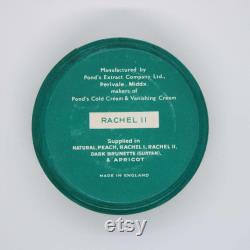 Manufactured by
Pond's Extract Company Ltd.,
Perivale, Middx.
makers of
Pond's Cold Cream & Vanishing Cream
RACHEL II
Supplied in
NATURAL, PEACH, RACHEL I, RACHEL II,
DARK BRUNETTE (SUNTAN),
& APRICOT
MADE IN ENGLAND
etsy